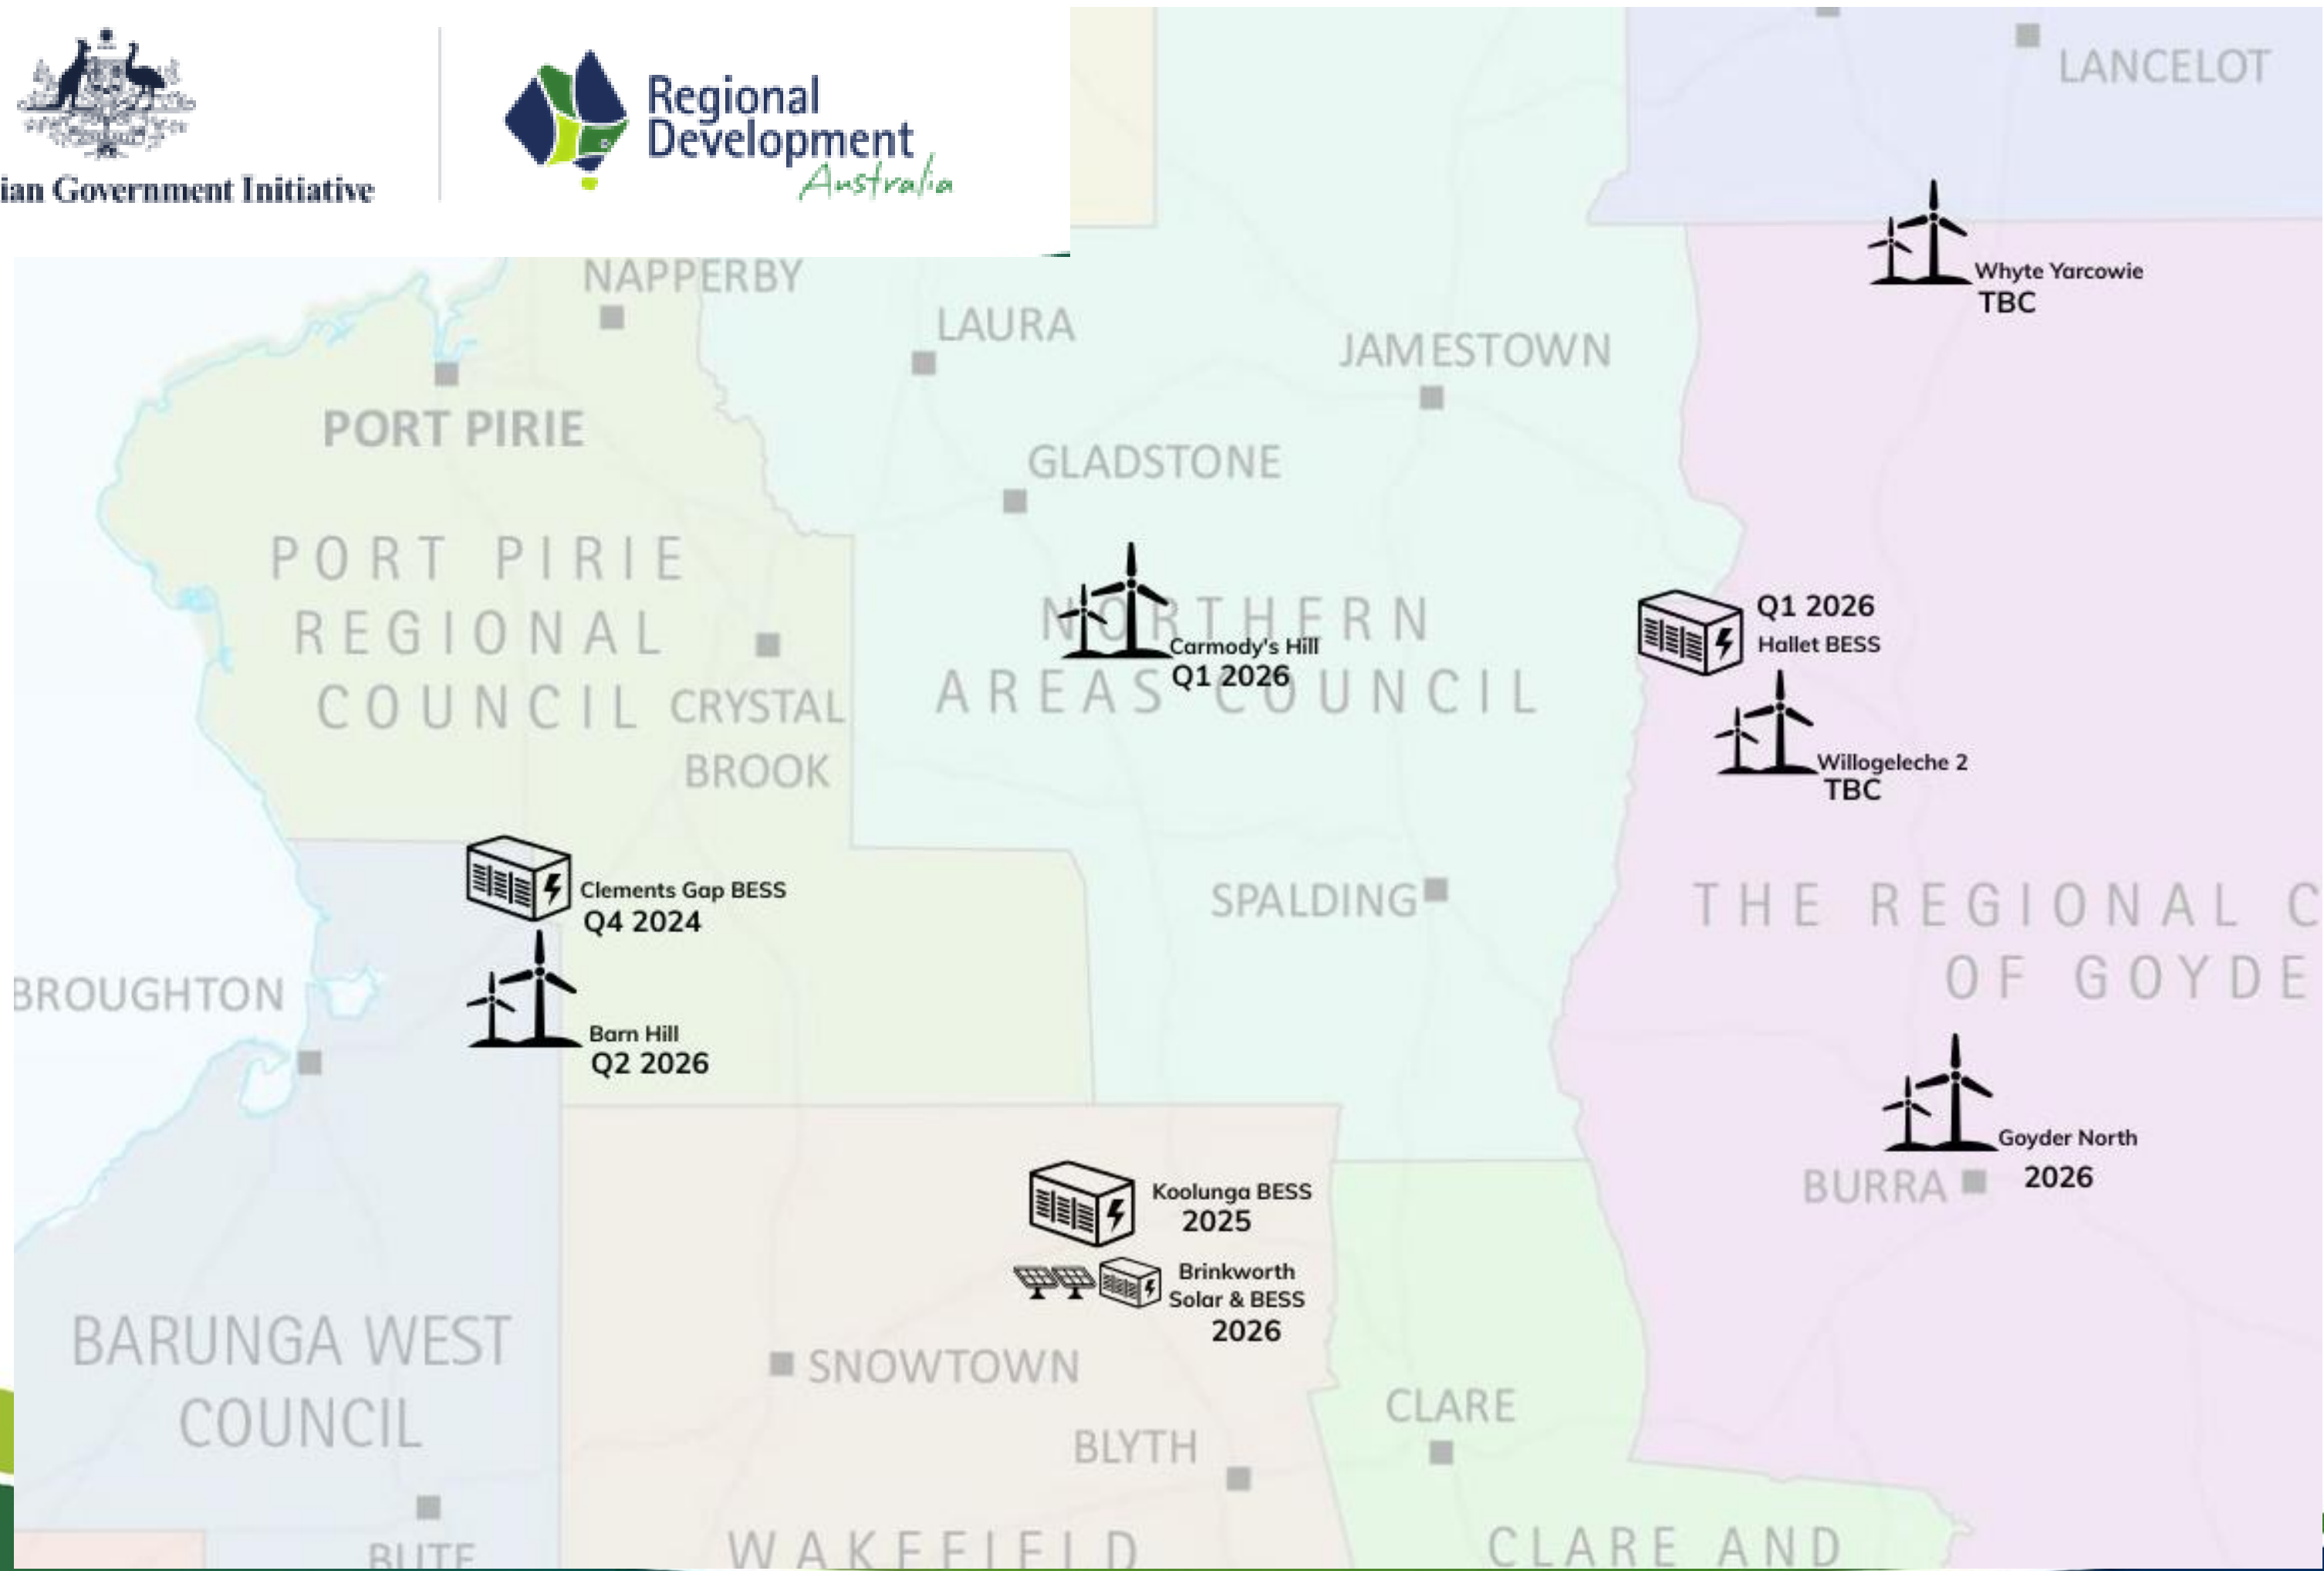 ian Government Initiative
Regional
Development
Australia
LANCELOT
NAPPERBY
Whyte Yarcowie
TBC
LAURA
JAMESTOWN
PORT PIRIE
GLADSTONE
PORT PIRIE
REGIONAL
COUNCIL
CRYSTAL
BROOK
NORTHERN
AREAS COUNCIL
Carmody's Hill
Q1 2026
Q1 2026
Hallet BESS
Willogeleche 2
TBC
Clements Gap BESS
Q4 2024
SPALDING
THE REGIONAL C
OF GOYDE
BROUGHTON
Barn Hill
Q2 2026
Goyder North
2026
BURRA
Koolunga BESS
2025
Brinkworth
Solar & BESS
2026
BARUNGA WEST
COUNCIL
SNOWTOWN
CLARE
BLYTH
BUTE
WAKEFIELD
CLARE AND